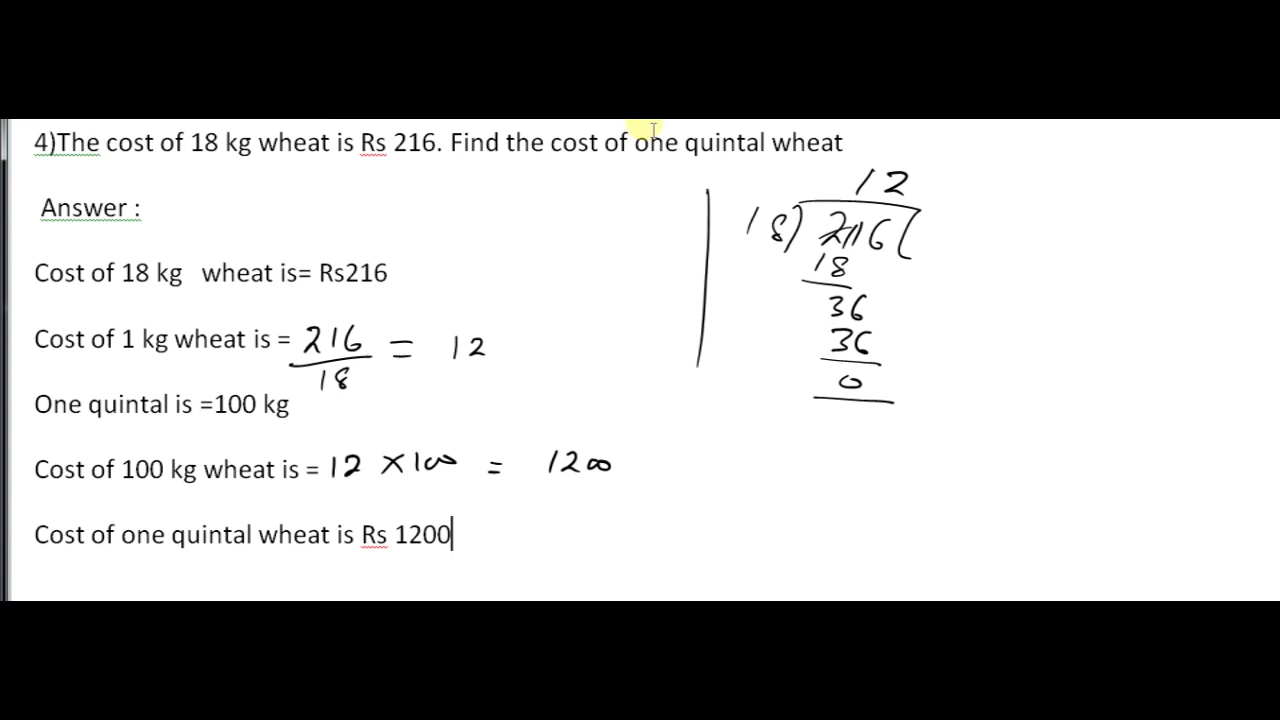 4)The cost of 18 kg wheat is Rs 216. Find the cost of one quintal wheat
Answer :
Cost of 18 kg wheat is= Rs216
Cost of 1 kg wheat is = 216/18 = 12
One quintal is =100 kg
Cost of 100 kg wheat is = 12 ×100 = 1200
Cost of one quintal wheat is Rs 1200
12
18) 216 (
18
36
36
0